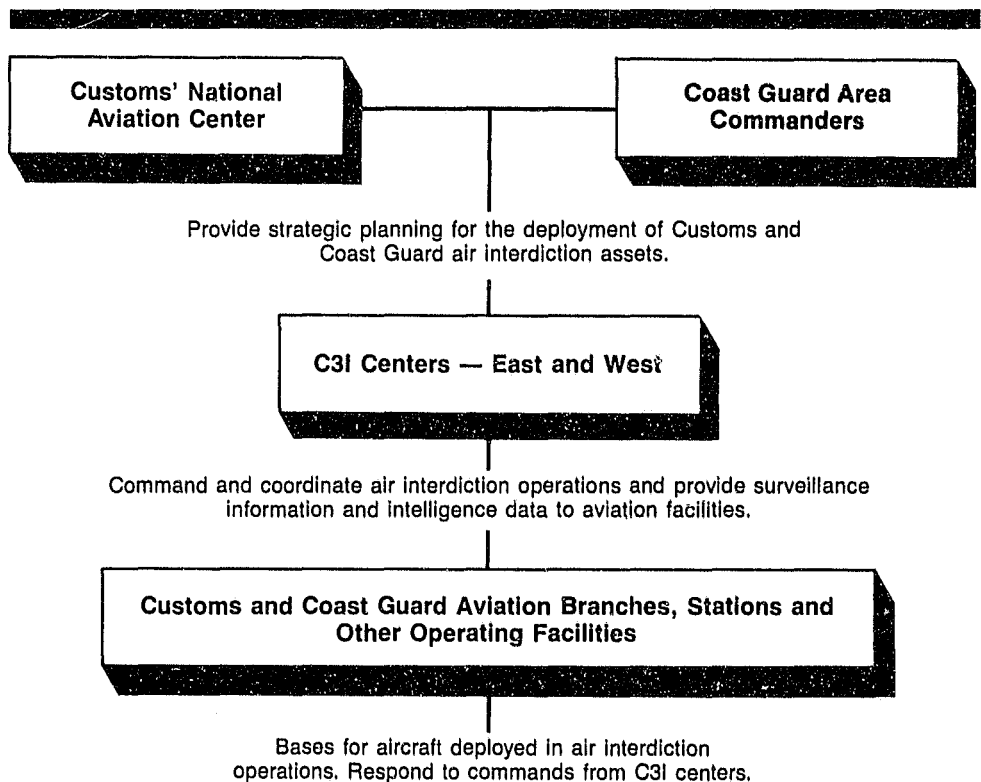 Customs' National
Aviation Center
Coast Guard Area
Commanders
Provide strategic planning for the deployment of Customs and
Coast Guard air interdiction assets.
C3I Centers — East and West
Command and coordinate air interdiction operations and provide surveillance
information and intelligence data to aviation facilities.
Customs and Coast Guard Aviation Branches, Stations and
Other Operating Facilities
Bases for aircraft deployed in air interdiction
operations. Respond to commands from C3I centers.